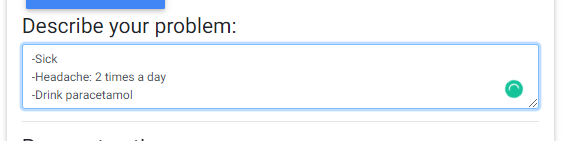 Describe your problem:
-Sick
-Headache: 2 times a day
-Drink paracetamol